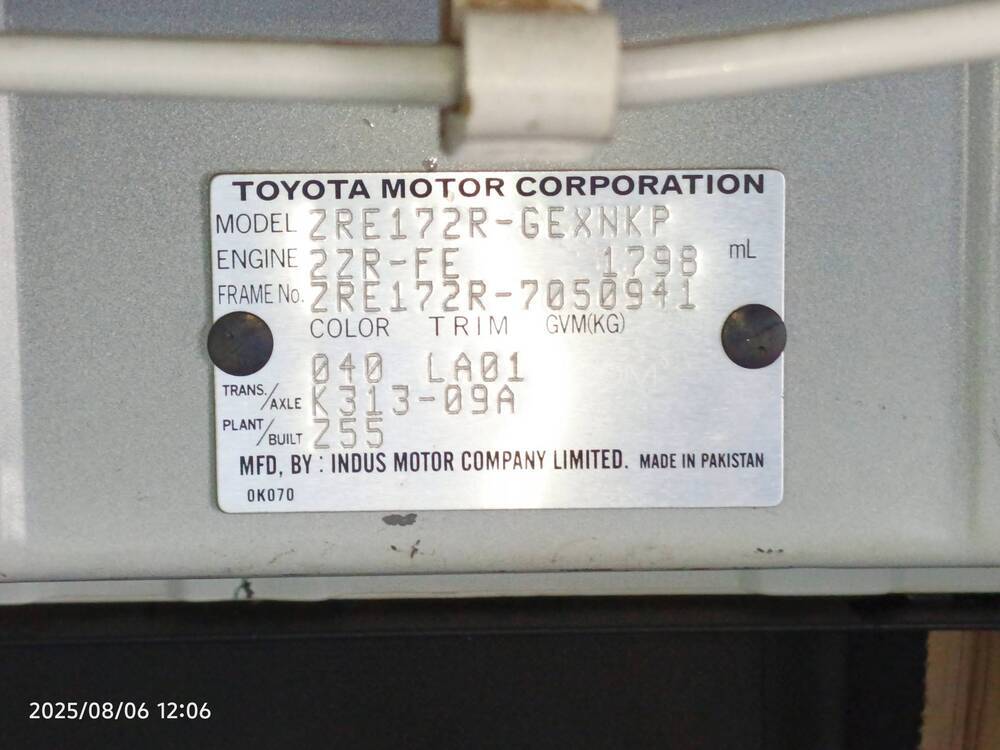 TOYOTA MOTOR CORPORATION
MODEL ZRE172R-GEXNKP
ENGINE 2ZR-FE 1798 mL
FRAME No. ZRE172R-7050941
COLOR TRIM GVM(KG)
040 LA01
TRANS./AXLE K313-09A
PLANT/BUILT Z55
MFD, BY : INDUS MOTOR COMPANY LIMITED. MADE IN PAKISTAN
0K070
2025/08/06 12:06